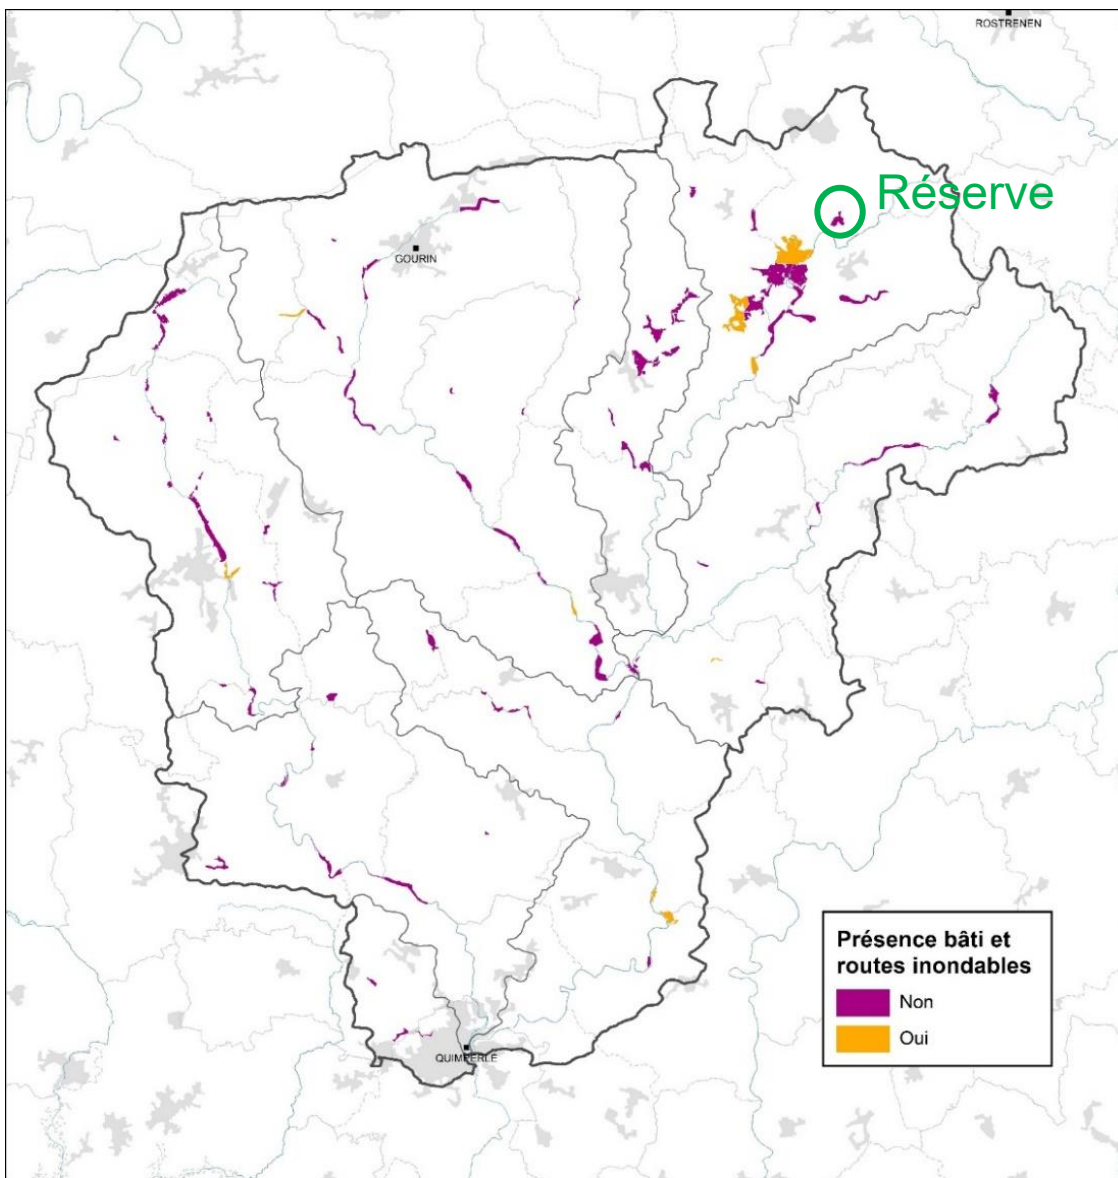 ROSTRENEN
Réserve
GOURIN
Présence bâti et
routes inondables
Non
Oui
QUIMPERLE